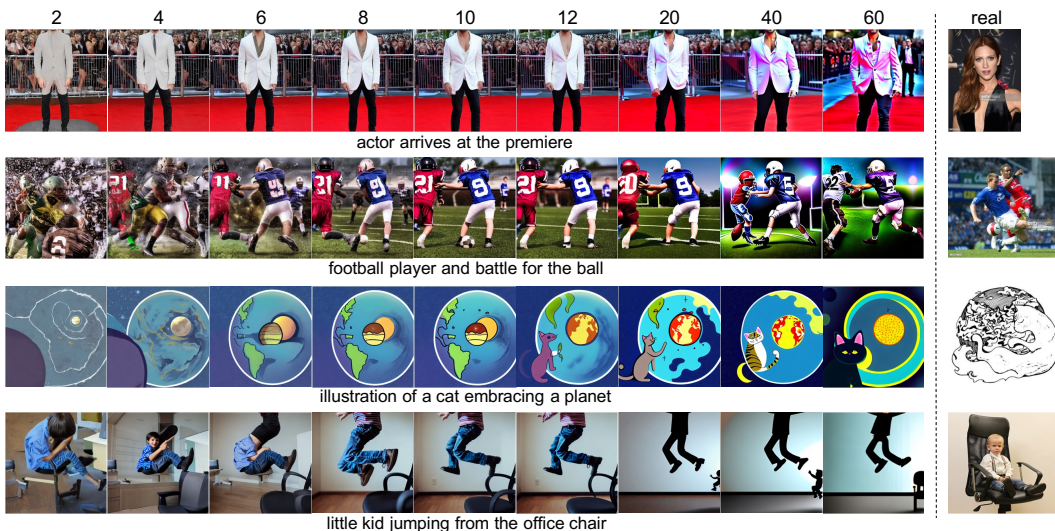 2 4 6 8 10 12 20 40 60 real
actor arrives at the premiere
football player and battle for the ball
illustration of a cat embracing a planet
little kid jumping from the office chair